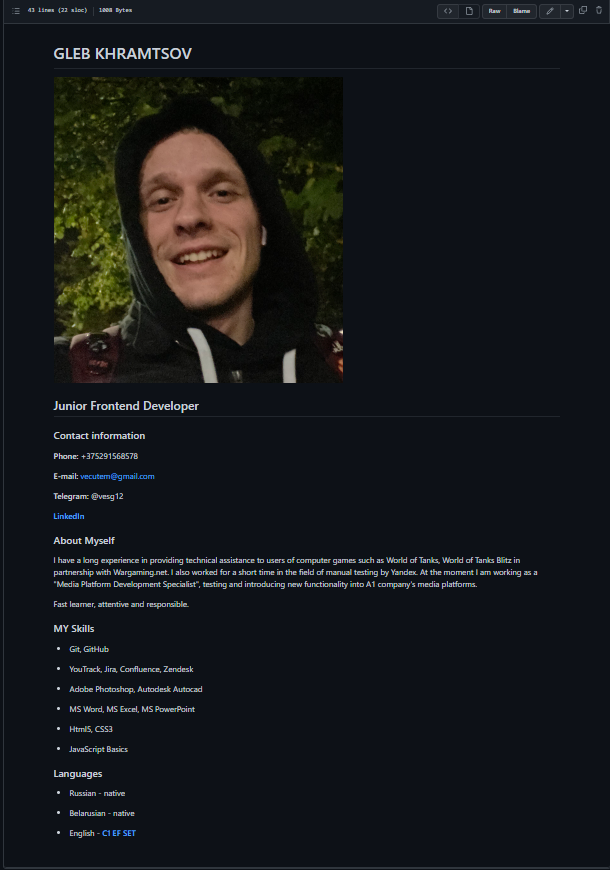 43 lines (22 sloc) 1008 Bytes
Raw Blame
GLEB KHRAMTSOV
Junior Frontend Developer
Contact information
Phone: +375291568578
E-mail: vecutem@gmail.com
Telegram: @vesg12
LinkedIn
About Myself
I have a long experience in providing technical assistance to users of computer games such as World of Tanks, World of Tanks Blitz in
partnership with Wargaming.net. I also worked for a short time in the field of manual testing by Yandex. At the moment I am working as a
"Media Platform Development Specialist", testing and introducing new functionality into A1 company's media platforms.
Fast learner, attentive and responsible.
MY Skills
• Git, GitHub
• YouTrack, Jira, Confluence, Zendesk
• Adobe Photoshop, Autodesk Autocad
• MS Word, MS Excel, MS PowerPoint
• Html5, CSS3
• JavaScript Basics
Languages
• Russian - native
• Belarusian - native
• English - C1 EF SET